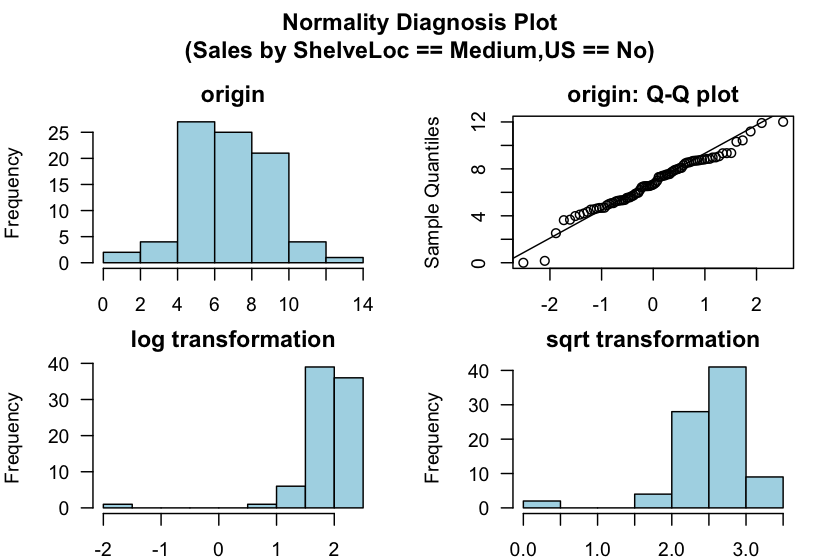 Normality Diagnosis Plot
(Sales by ShelveLoc == Medium,US == No)
origin
Frequency
25
20
15
10
5
0
0 2 4 6 8 10 14
origin: Q-Q plot
Sample Quantiles
12
8
4
0
-2 -1 0 1 2
log transformation
Frequency
40
30
20
10
0
-2 -1 0 1 2
sqrt transformation
Frequency
40
30
20
10
0
0.0 1.0 2.0 3.0